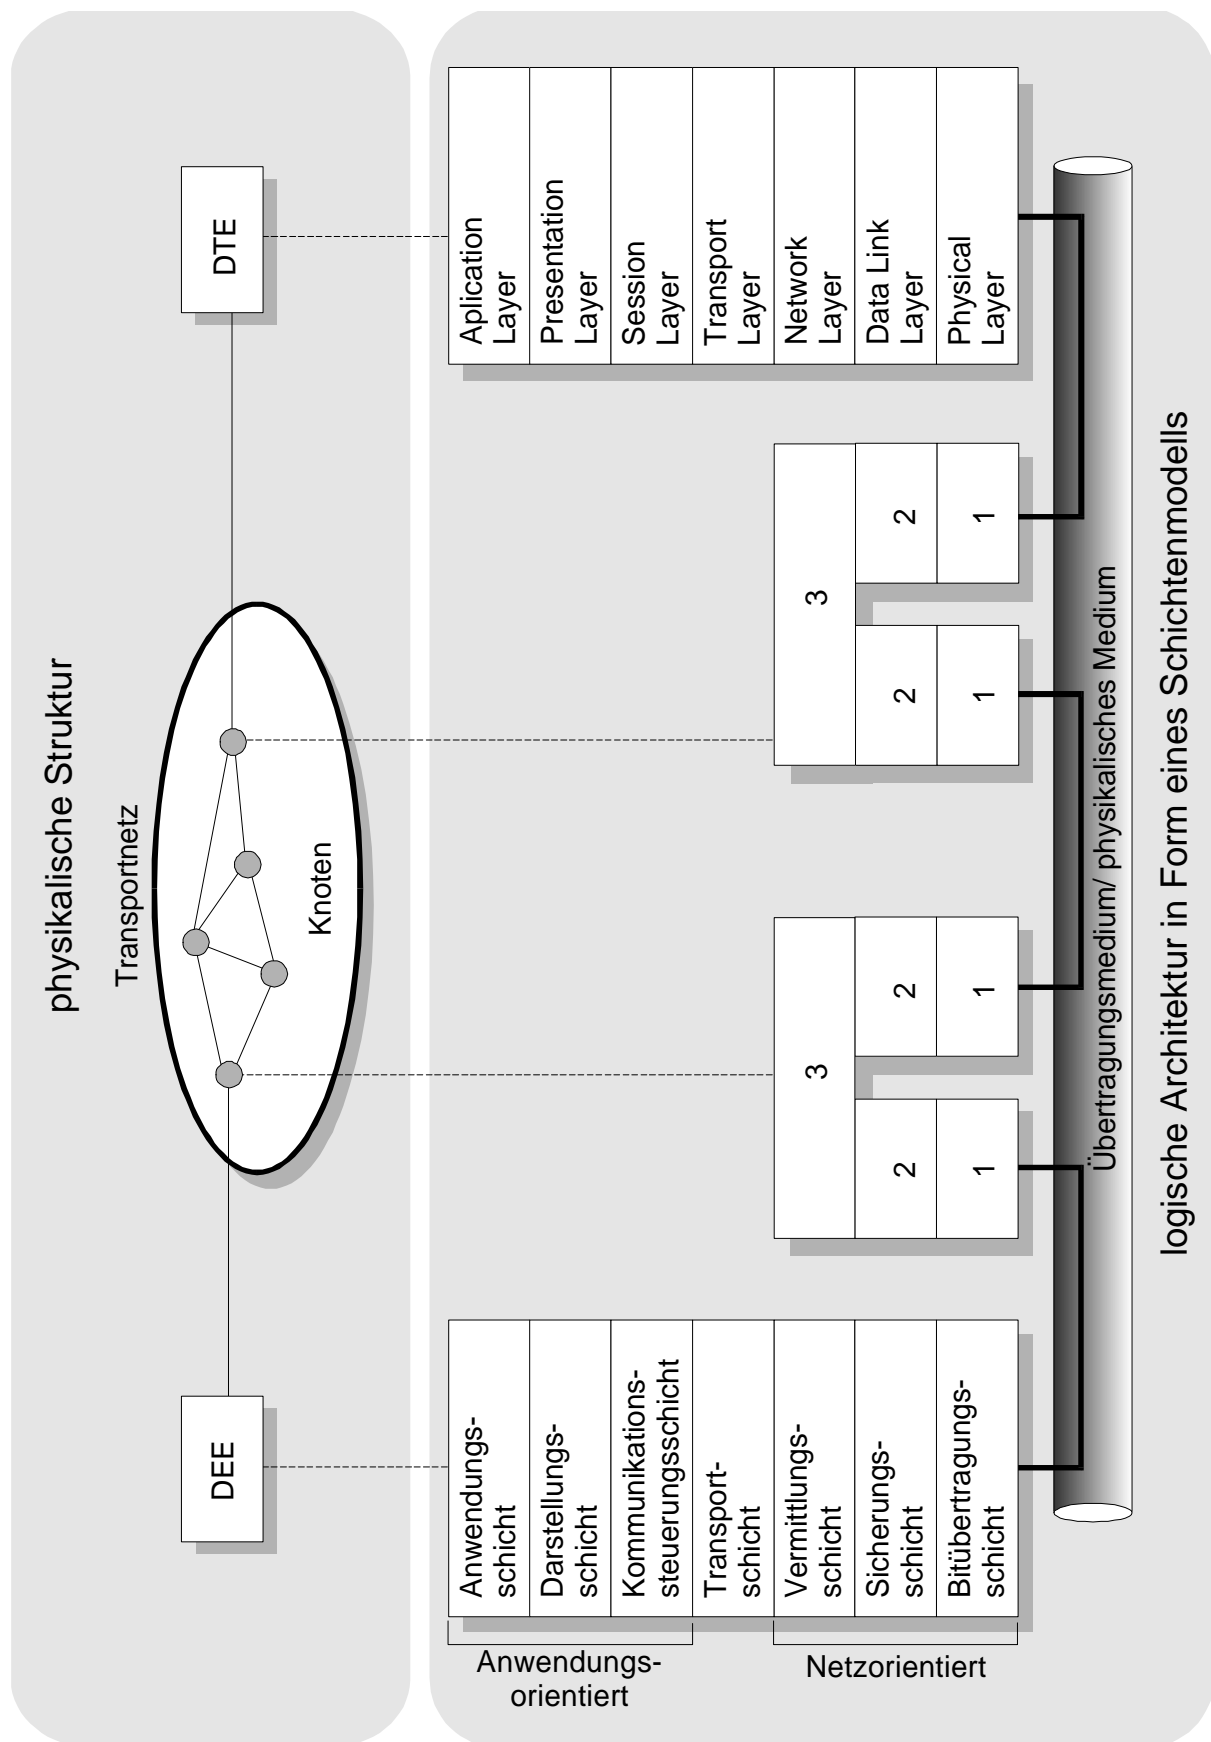 physikalische Struktur
Transportnetz
DEE
DTE
Knoten
Anwendungs-
orientiert
Netzorientiert
Anwendungs-
schicht
Darstellungs-
schicht
Kommunikations-
steuerungsschicht
Transport-
schicht
Vermittlungs-
schicht
Sicherungs-
schicht
Bitübertragungs-
schicht
3
2
2
1
1
3
2
2
1
1
Aplication
Layer
Presentation
Layer
Session
Layer
Transport
Layer
Network
Layer
Data Link
Layer
Physical
Layer
Übertragungsmedium/ physikalisches Medium
logische Architektur in Form eines Schichtenmodells